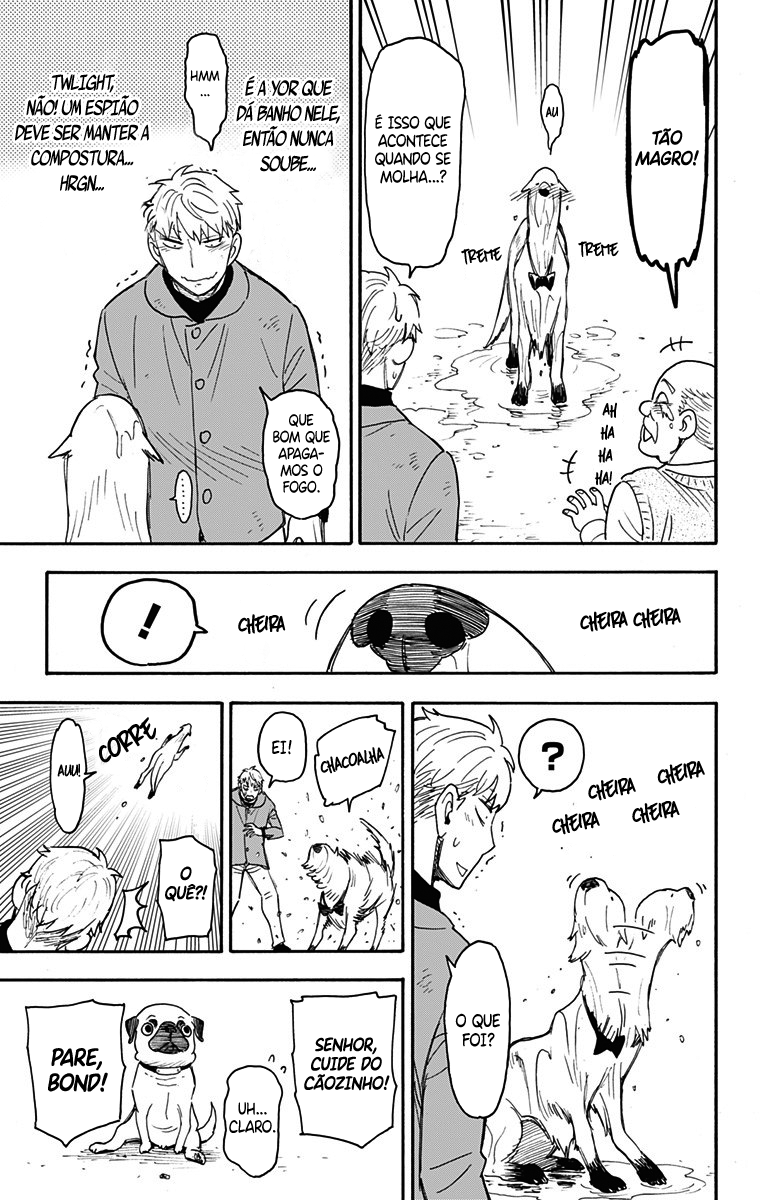 TÃO
MAGRO!
AU
É ISSO QUE
ACONTECE
QUANDO SE
MOLHA...?
TREME
TREME
AH
HA
HA
HA!
É A YOR QUE
DÁ BANHO NELE,
ENTÃO NUNCA
SOUBE...
HMM
...
TWLIGHT,
NÃO! UM ESPIÃO
DEVE SER MANTER A
COMPOSTURA...
HRGN...
QUE
BOM QUE
APAGA-
MOS O
FOGO.
......
CHEIRA CHEIRA
CHEIRA
!
?
CHEIRA
CHEIRA
CHEIRA
CHEIRA
O QUE
FOI?
EI!
CHACOALHA
CORRE
AUU!
O
QUÊ?!
SENHOR,
CUIDE DO
CÃOZINHO!
UH...
CLARO.
PARE,
BOND!